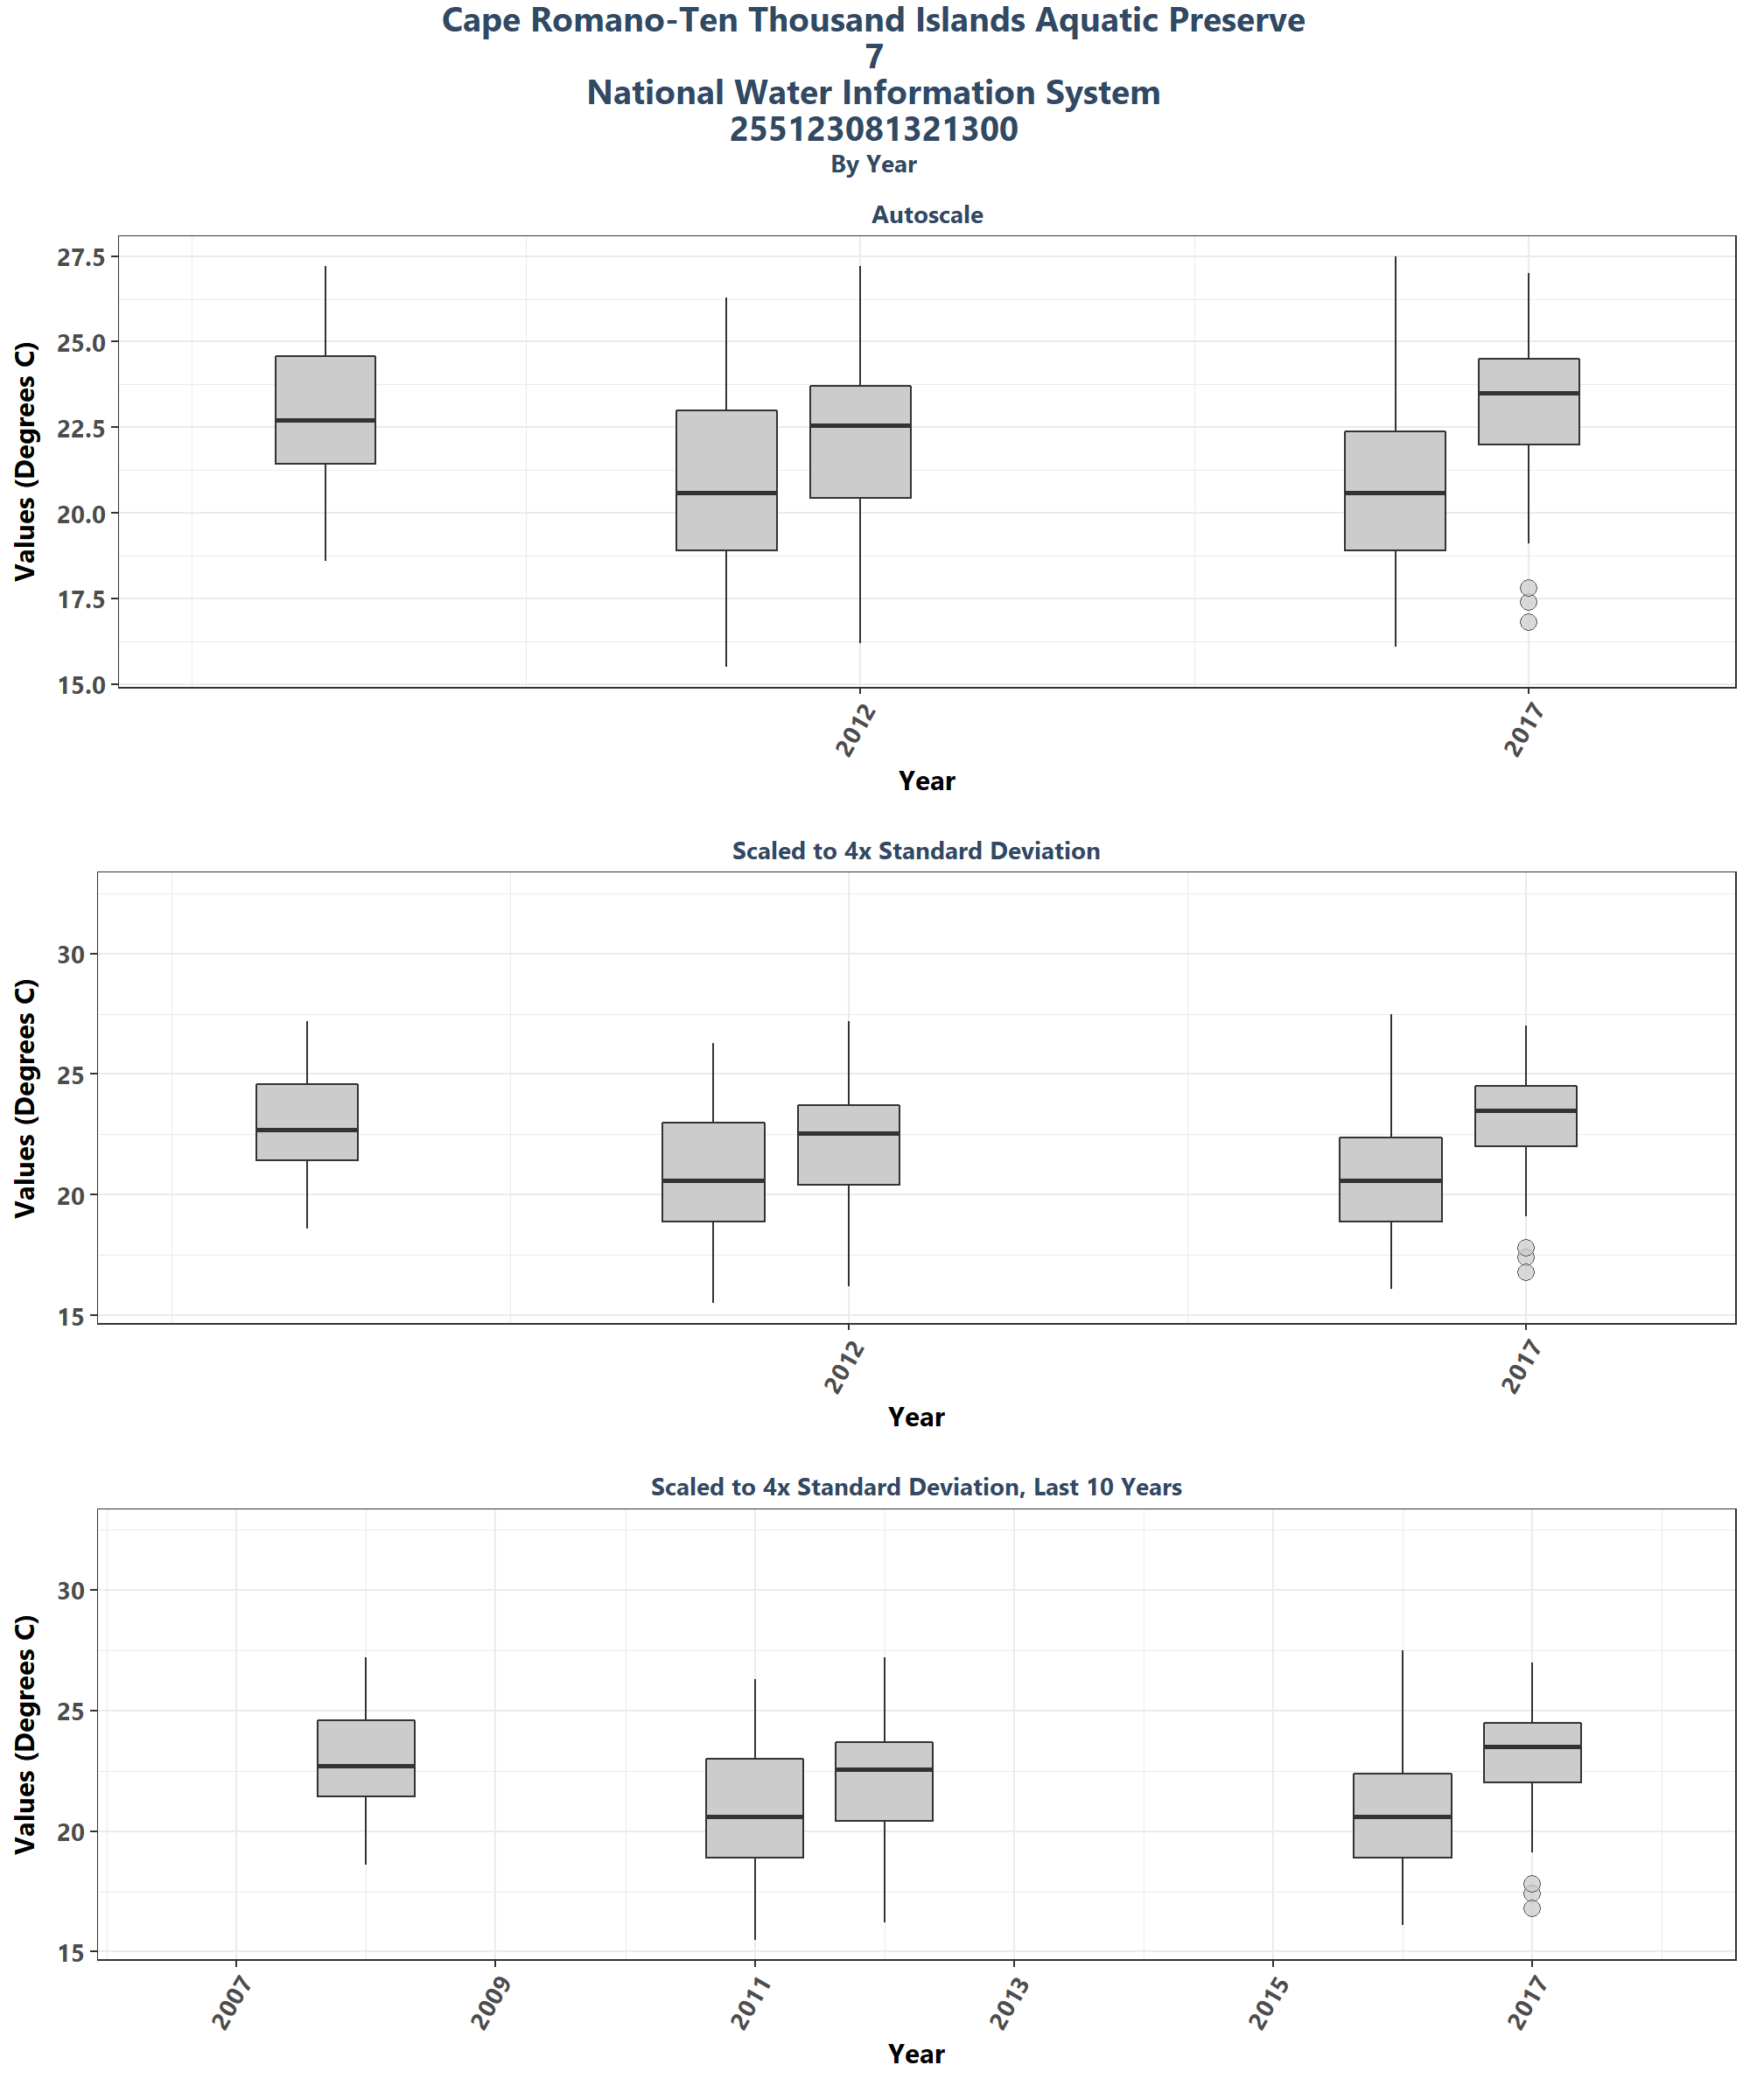 Cape Romano-Ten Thousand Islands Aquatic Preserve
7
National Water Information System
255123081321300
By Year
Autoscale
Values (Degrees C)
27.5
25.0
22.5
20.0
17.5
15.0
2012
2017
Year
Scaled to 4x Standard Deviation
Values (Degrees C)
30
25
20
15
2012
2017
Year
Scaled to 4x Standard Deviation, Last 10 Years
Values (Degrees C)
30
25
20
15
2007
2009
2011
2013
2015
2017
Year